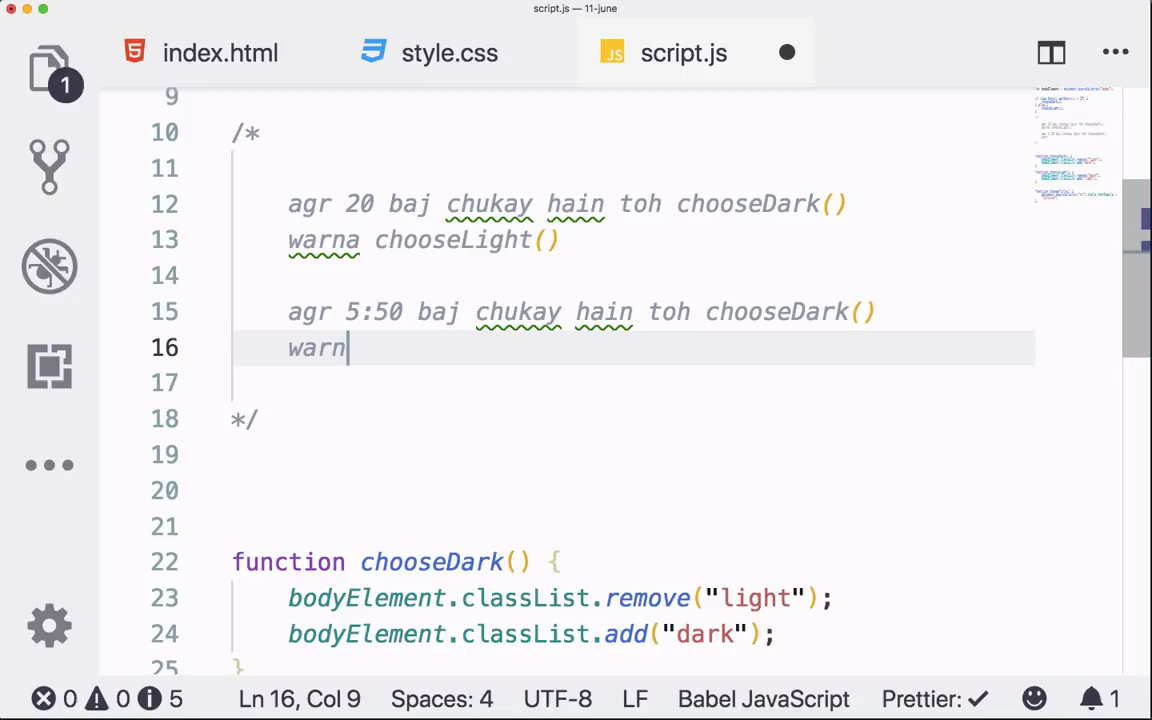 script.js — 11-june
index.html
style.css
JS script.js
1
9
10 /*
11
12 agr 20 baj chukay hain toh chooseDark()
13 warna chooseLight()
14
15 agr 5:50 baj chukay hain toh chooseDark()
16 warn
17
18 */
19
20
21
22 function chooseDark() {
23 bodyElement.classList.remove("light");
24 bodyElement.classList.add("dark");
25 }
0 0 5 Ln 16, Col 9 Spaces: 4 UTF-8 LF Babel JavaScript Prettier: ✓ 1